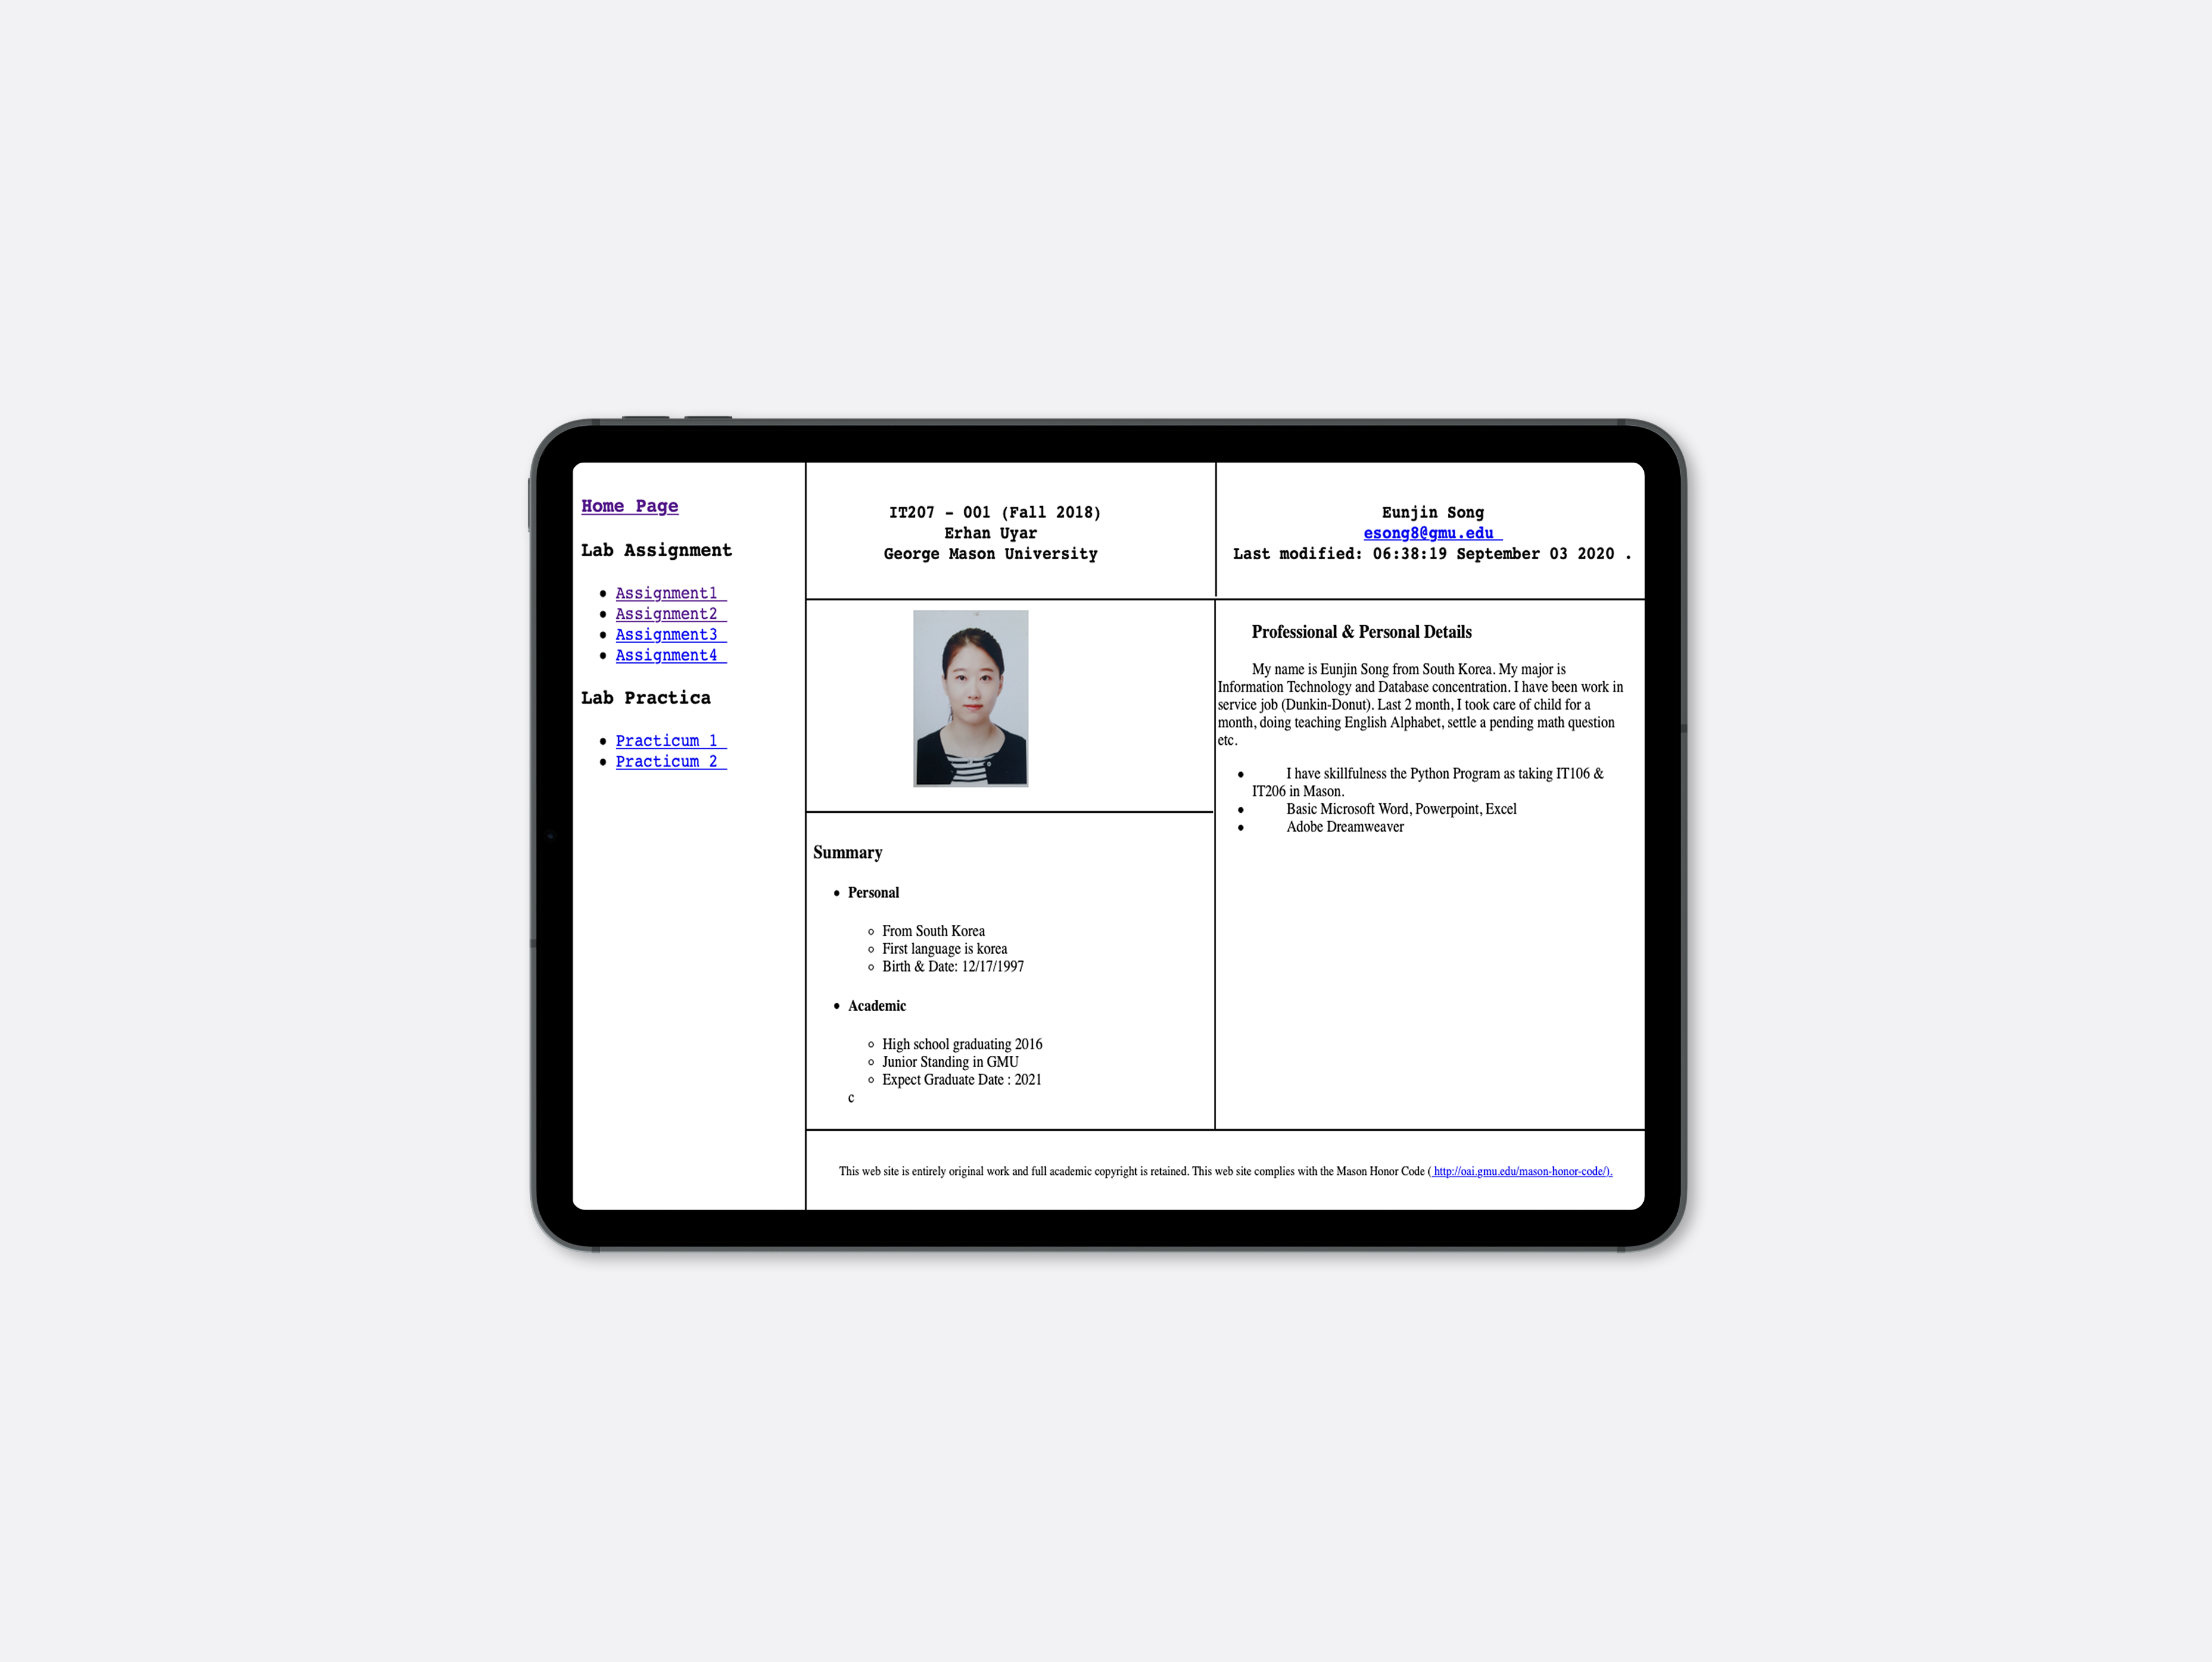 Home Page
Lab Assignment
Assignment1
Assignment2
Assignment3
Assignment4
Lab Practica
Practicum 1
Practicum 2
IT207 - 001 (Fall 2018)
Erhan Uyar
George Mason University
Eunjin Song
esong8@gmu.edu
Last modified: 06:38:19 September 03 2020 .
Summary
Personal
From South Korea
First language is korea
Birth & Date: 12/17/1997
Academic
High school graduating 2016
Junior Standing in GMU
Expect Graduate Date : 2021
c
Professional & Personal Details
My name is Eunjin Song from South Korea. My major is
Information Technology and Database concentration. I have been work in
service job (Dunkin-Donut). Last 2 month, I took care of child for a
month, doing teaching English Alphabet, settle a pending math question
etc.
I have skillfulness the Python Program as taking IT106 &
IT206 in Mason.
Basic Microsoft Word, Powerpoint, Excel
Adobe Dreamweaver
This web site is entirely original work and full academic copyright is retained. This web site complies with the Mason Honor Code ( http://oai.gmu.edu/mason-honor-code/).